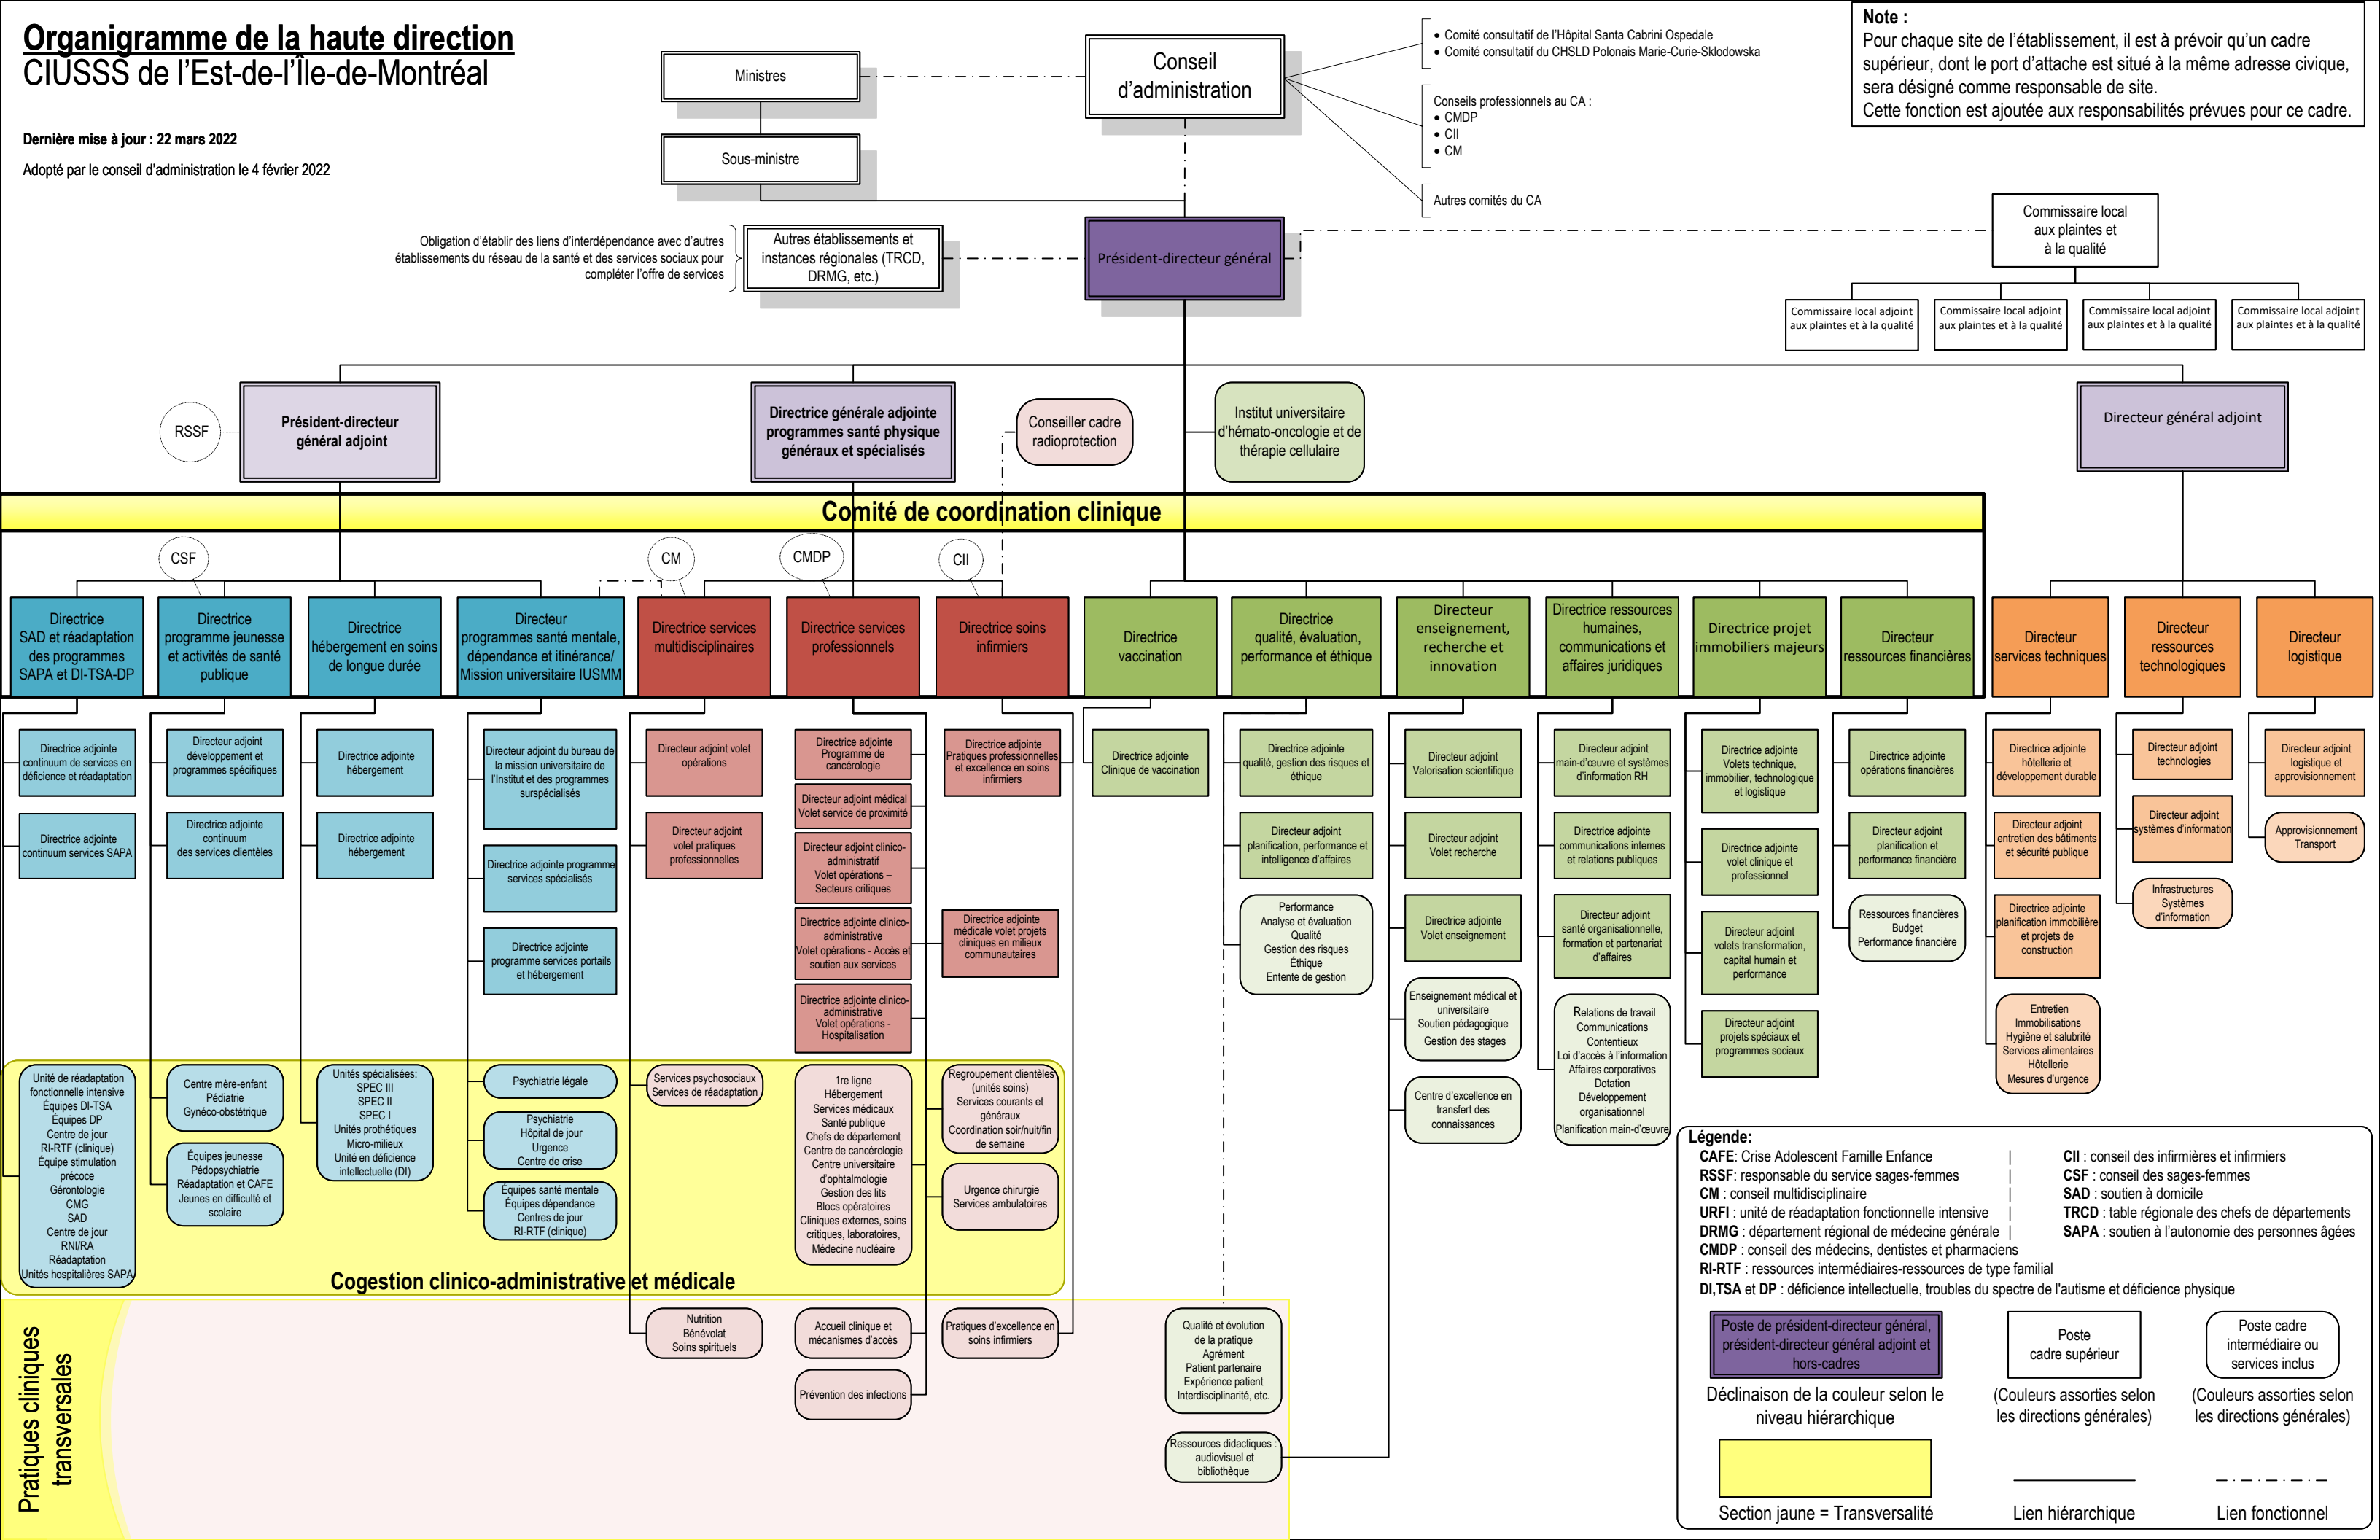 Organigramme de la haute direction
CIUSSS de l'Est-de-l'Île-de-Montréal
Dernière mise à jour : 22 mars 2022
Adopté par le conseil d'administration le 4 février 2022
Ministres
Sous-ministre
Conseil
d'administration
• Comité consultatif de l'Hôpital Santa Cabrini Ospedale
• Comité consultatif du CHSLD Polonais Marie-Curie-Sklodowska
Conseils professionnels au CA :
• CMDP
• CII
• CM
Autres comités du CA
Note :
Pour chaque site de l'établissement, il est à prévoir qu'un cadre
supérieur, dont le port d'attache est situé à la même adresse civique,
sera désigné comme responsable de site.
Cette fonction est ajoutée aux responsabilités prévues pour ce cadre.
Obligation d'établir des liens d'interdépendance avec d'autres
établissements du réseau de la santé et des services sociaux pour
compléter l'offre de services
Autres établissements et
instances régionales (TRCD,
DRMG, etc.)
Président-directeur général
Commissaire local
aux plaintes et
à la qualité
Commissaire local adjoint
aux plaintes et à la qualité
Commissaire local adjoint
aux plaintes et à la qualité
Commissaire local adjoint
aux plaintes et à la qualité
Commissaire local adjoint
aux plaintes et à la qualité
RSSF
Président-directeur
général adjoint
Directrice générale adjointe
programmes santé physique
généraux et spécialisés
Conseiller cadre
radioprotection
Institut universitaire
d'hémato-oncologie et de
thérapie cellulaire
Directeur général adjoint
Comité de coordination clinique
CSF
CM
CMDP
CII
Directrice
SAD et réadaptation
des programmes
SAPA et DI-TSA-DP
Directrice
programme jeunesse
et activités de santé
publique
Directrice
hébergement en soins
de longue durée
Directeur
programmes santé mentale,
dépendance et itinérance/
Mission universitaire IUSMM
Directrice services
multidisciplinaires
Directrice services
professionnels
Directrice soins
infirmiers
Directrice
vaccination
Directrice
qualité, évaluation,
performance et éthique
Directeur
enseignement,
recherche et
innovation
Directrice ressources
humaines,
communications et
affaires juridiques
Directrice projet
immobiliers majeurs
Directeur
ressources financières
Directeur
services techniques
Directeur
ressources
technologiques
Directeur
logistique
Directrice adjointe
continuum de services en
déficience et réadaptation
Directrice adjointe
continuum services SAPA
Unité de réadaptation
fonctionnelle intensive
Équipes DI-TSA
Équipes DP
Centre de jour
RI-RTF (clinique)
Équipe stimulation
précoce
Gérontologie
CMG
SAD
Centre de jour
RNI/RA
Réadaptation
Unités hospitalières SAPA
Directeur adjoint
développement et
programmes spécifiques
Directrice adjointe
continuum
des services clientèles
Centre mère-enfant
Pédiatrie
Gynéco-obstétrique
Équipes jeunesse
Pédopsychiatrie
Réadaptation et CAFE
Jeunes en difficulté et
scolaire
Directrice adjointe
hébergement
Directrice adjointe
hébergement
Unités spécialisées:
SPEC III
SPEC II
SPEC I
Unités prothétiques
Micro-milieux
Unité en déficience
intellectuelle (DI)
Directeur adjoint du bureau de
la mission universitaire de
l'Institut et des programmes
surspécialisés
Directrice adjointe programme
services spécialisés
Directrice adjointe
programme services portails
et hébergement
Psychiatrie légale
Psychiatrie
Hôpital de jour
Urgence
Centre de crise
Équipes santé mentale
Équipes dépendance
Centres de jour
RI-RTF (clinique)
Directeur adjoint volet
opérations
Directeur adjoint
volet pratiques
professionnelles
Services psychosociaux
Services de réadaptation
Nutrition
Bénévolat
Soins spirituels
Directrice adjointe
Programme de
cancérologie
Directeur adjoint médical
Volet service de proximité
Directeur adjoint clinico-
administratif
Volet opérations –
Secteurs critiques
Directrice adjointe clinico-
administrative
Volet opérations - Accès et
soutien aux services
Directrice adjointe clinico-
administrative
Volet opérations -
Hospitalisation
1re ligne
Hébergement
Services médicaux
Santé publique
Chefs de département
Centre de cancérologie
Centre universitaire
d'ophtalmologie
Gestion des lits
Blocs opératoires
Cliniques externes, soins
critiques, laboratoires,
Médecine nucléaire
Accueil clinique et
mécanismes d'accès
Prévention des infections
Directrice adjointe
Pratiques professionnelles
et excellence en soins
infirmiers
Directrice adjointe
médicale volet projets
cliniques en milieux
communautaires
Regroupement clientèles
(unités soins)
Services courants et
généraux
Coordination soir/nuit/fin
de semaine
Urgence chirurgie
Services ambulatoires
Pratiques d'excellence en
soins infirmiers
Directrice adjointe
Clinique de vaccination
Directrice adjointe
qualité, gestion des risques et
éthique
Directeur adjoint
planification, performance et
intelligence d'affaires
Performance
Analyse et évaluation
Qualité
Gestion des risques
Éthique
Entente de gestion
Qualité et évolution
de la pratique
Agrément
Patient partenaire
Expérience patient
Interdisciplinarité, etc.
Ressources didactiques :
audiovisuel et
bibliothèque
Directeur adjoint
Valorisation scientifique
Directeur adjoint
Volet recherche
Directrice adjointe
Volet enseignement
Enseignement médical et
universitaire
Soutien pédagogique
Gestion des stages
Centre d'excellence en
transfert des
connaissances
Directeur adjoint
main-d'œuvre et systèmes
d'information RH
Directrice adjointe
communications internes
et relations publiques
Directeur adjoint
santé organisationnelle,
formation et partenariat
d'affaires
Relations de travail
Communications
Contentieux
Loi d'accès à l'information
Affaires corporatives
Dotation
Développement
organisationnel
Planification main-d'œuvre
Directrice adjointe
Volets technique,
immobilier, technologique
et logistique
Directrice adjointe
volet clinique et
professionnel
Directeur adjoint
volets transformation,
capital humain et
performance
Directeur adjoint
projets spéciaux et
programmes sociaux
Directrice adjointe
opérations financières
Directeur adjoint
planification et
performance financière
Ressources financières
Budget
Performance financière
Directrice adjointe
hôtellerie et
développement durable
Directeur adjoint
entretien des bâtiments
et sécurité publique
Directrice adjointe
planification immobilière
et projets de
construction
Entretien
Immobilisations
Hygiène et salubrité
Services alimentaires
Hôtellerie
Mesures d'urgence
Directeur adjoint
technologies
Directeur adjoint
systèmes d'information
Infrastructures
Systèmes
d'information
Directeur adjoint
logistique et
approvisionnement
Approvisionnement
Transport
Cogestion clinico-administrative et médicale
Pratiques cliniques
transversales
Légende:
CAFE: Crise Adolescent Famille Enfance | CII : conseil des infirmières et infirmiers
RSSF: responsable du service sages-femmes | CSF : conseil des sages-femmes
CM : conseil multidisciplinaire | SAD : soutien à domicile
URFI : unité de réadaptation fonctionnelle intensive | TRCD : table régionale des chefs de départements
DRMG : département régional de médecine générale | SAPA : soutien à l'autonomie des personnes âgées
CMDP : conseil des médecins, dentistes et pharmaciens
RI-RTF : ressources intermédiaires-ressources de type familial
DI,TSA et DP : déficience intellectuelle, troubles du spectre de l'autisme et déficience physique
Poste de président-directeur général,
président-directeur général adjoint et
hors-cadres
Déclinaison de la couleur selon le
niveau hiérarchique
Poste
cadre supérieur
(Couleurs assorties selon
les directions générales)
Poste cadre
intermédiaire ou
services inclus
(Couleurs assorties selon
les directions générales)
Section jaune = Transversalité
Lien hiérarchique
Lien fonctionnel